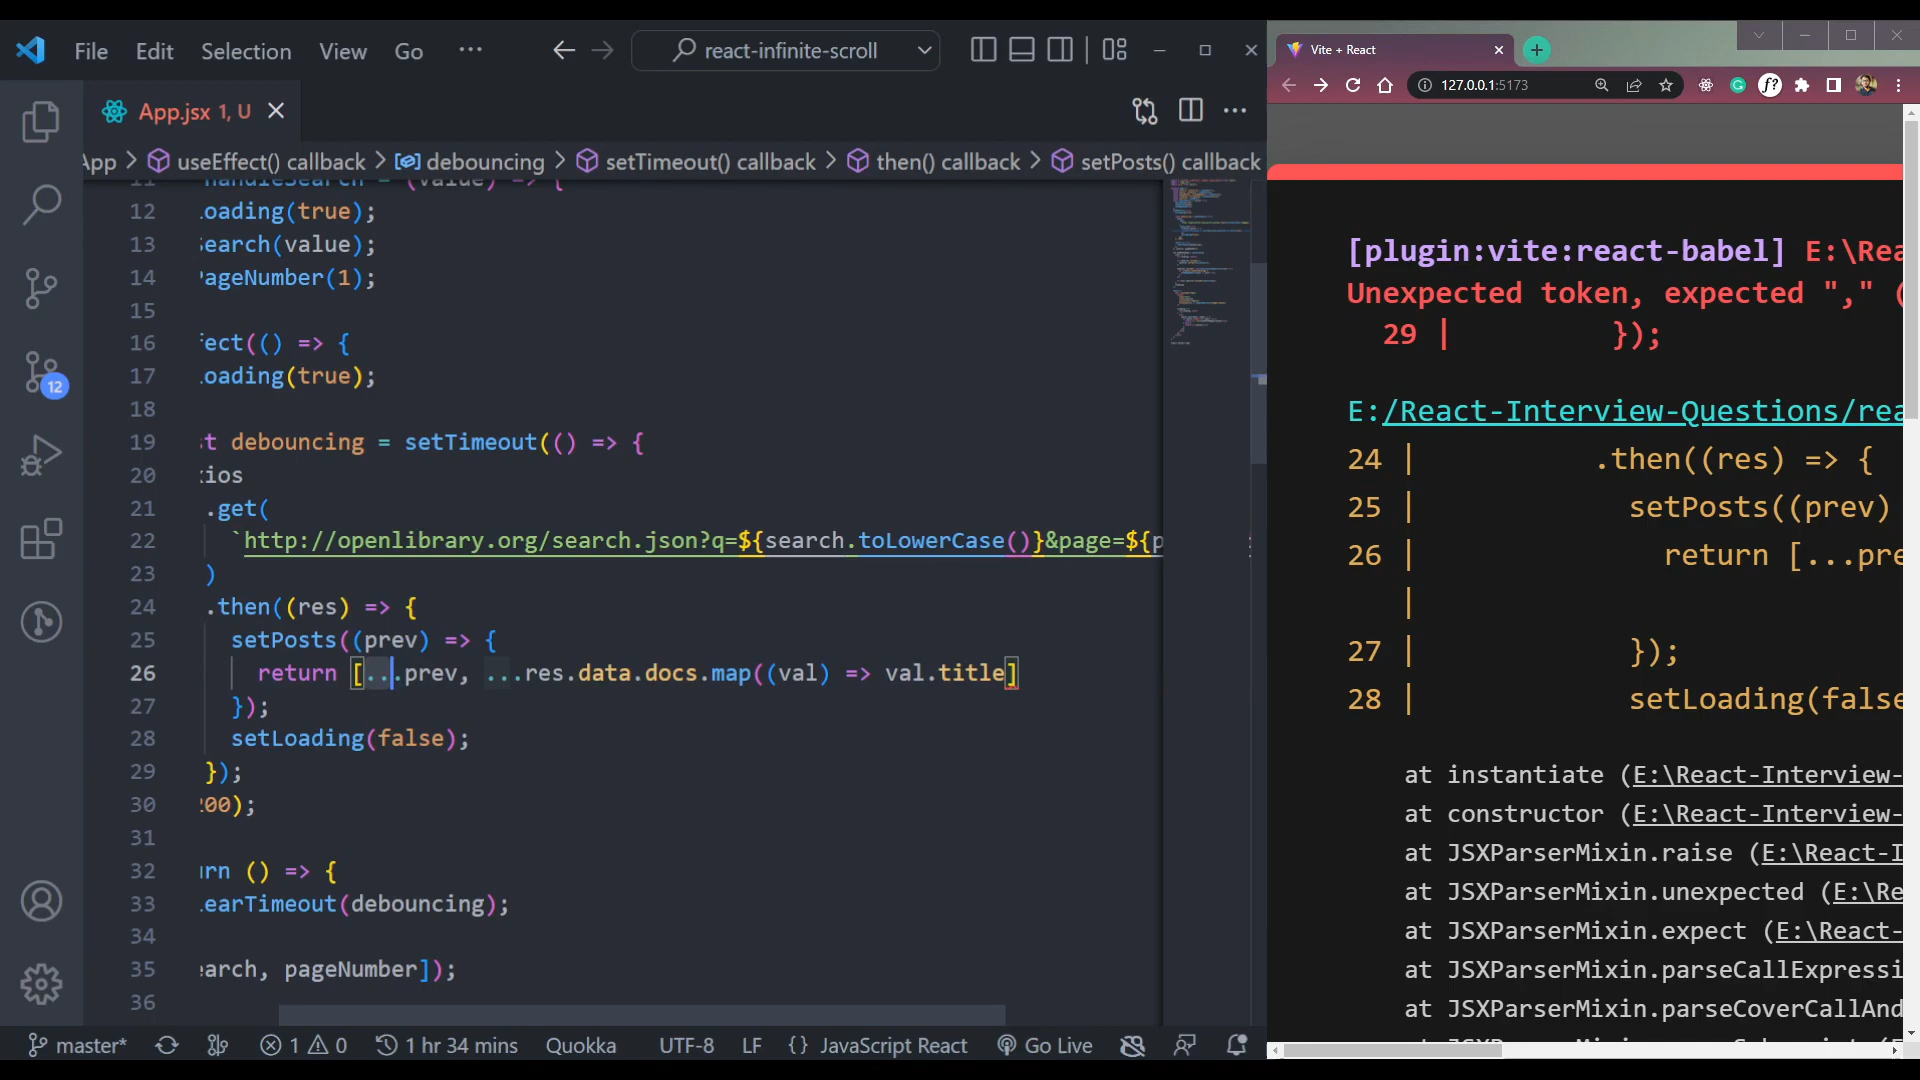 File Edit Selection View Go ···
react-infinite-scroll
App.jsx 1, U
App > useEffect() callback > debouncing > setTimeout() callback > then() callback > setPosts() callback
11 handleSearch = (value) => {
12 oading(true);
13 Search(value);
14 PageNumber(1);
15
16 fect(() => {
17 oading(true);
18
19 t debouncing = setTimeout(() => {
20 ios
21 .get(
22 `http://openlibrary.org/search.json?q=${search.toLowerCase()}&page=${p
23 )
24 .then((res) => {
25 setPosts((prev) => {
26 return [...prev, ...res.data.docs.map((val) => val.title]
27 });
28 setLoading(false);
29 });
30 00);
31
32 rn () => {
33 earTimeout(debouncing);
34
35 earch, pageNumber]);
36
12
master* 1 0 1 hr 34 mins Quokka UTF-8 LF {} JavaScript React Go Live
Vite + React
127.0.0.1:5173
f?
[plugin:vite:react-babel] E:\Rea
Unexpected token, expected "," (
29 | });
E:/React-Interview-Questions/rea
24 | .then((res) => {
25 | setPosts((prev)
26 | return [...pre
|
27 | });
28 | setLoading(false
at instantiate (E:\React-Interview-
at constructor (E:\React-Interview-
at JSXParserMixin.raise (E:\React-I
at JSXParserMixin.unexpected (E:\Re
at JSXParserMixin.expect (E:\React-
at JSXParserMixin.parseCallExpressi
at JSXParserMixin.parseCoverCallAnd